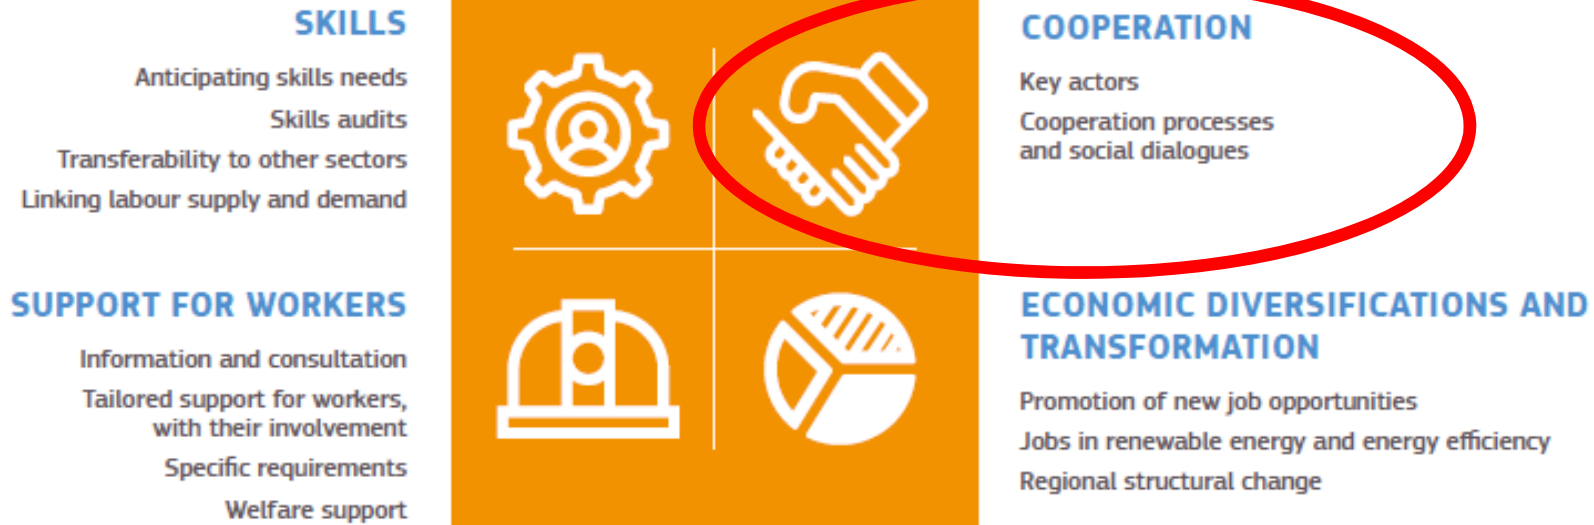 SKILLS
Anticipating skills needs
Skills audits
Transferability to other sectors
Linking labour supply and demand
COOPERATION
Key actors
Cooperation processes
and social dialogues
SUPPORT FOR WORKERS
Information and consultation
Tailored support for workers,
with their involvement
Specific requirements
Welfare support
ECONOMIC DIVERSIFICATIONS AND
TRANSFORMATION
Promotion of new job opportunities
Jobs in renewable energy and energy efficiency
Regional structural change